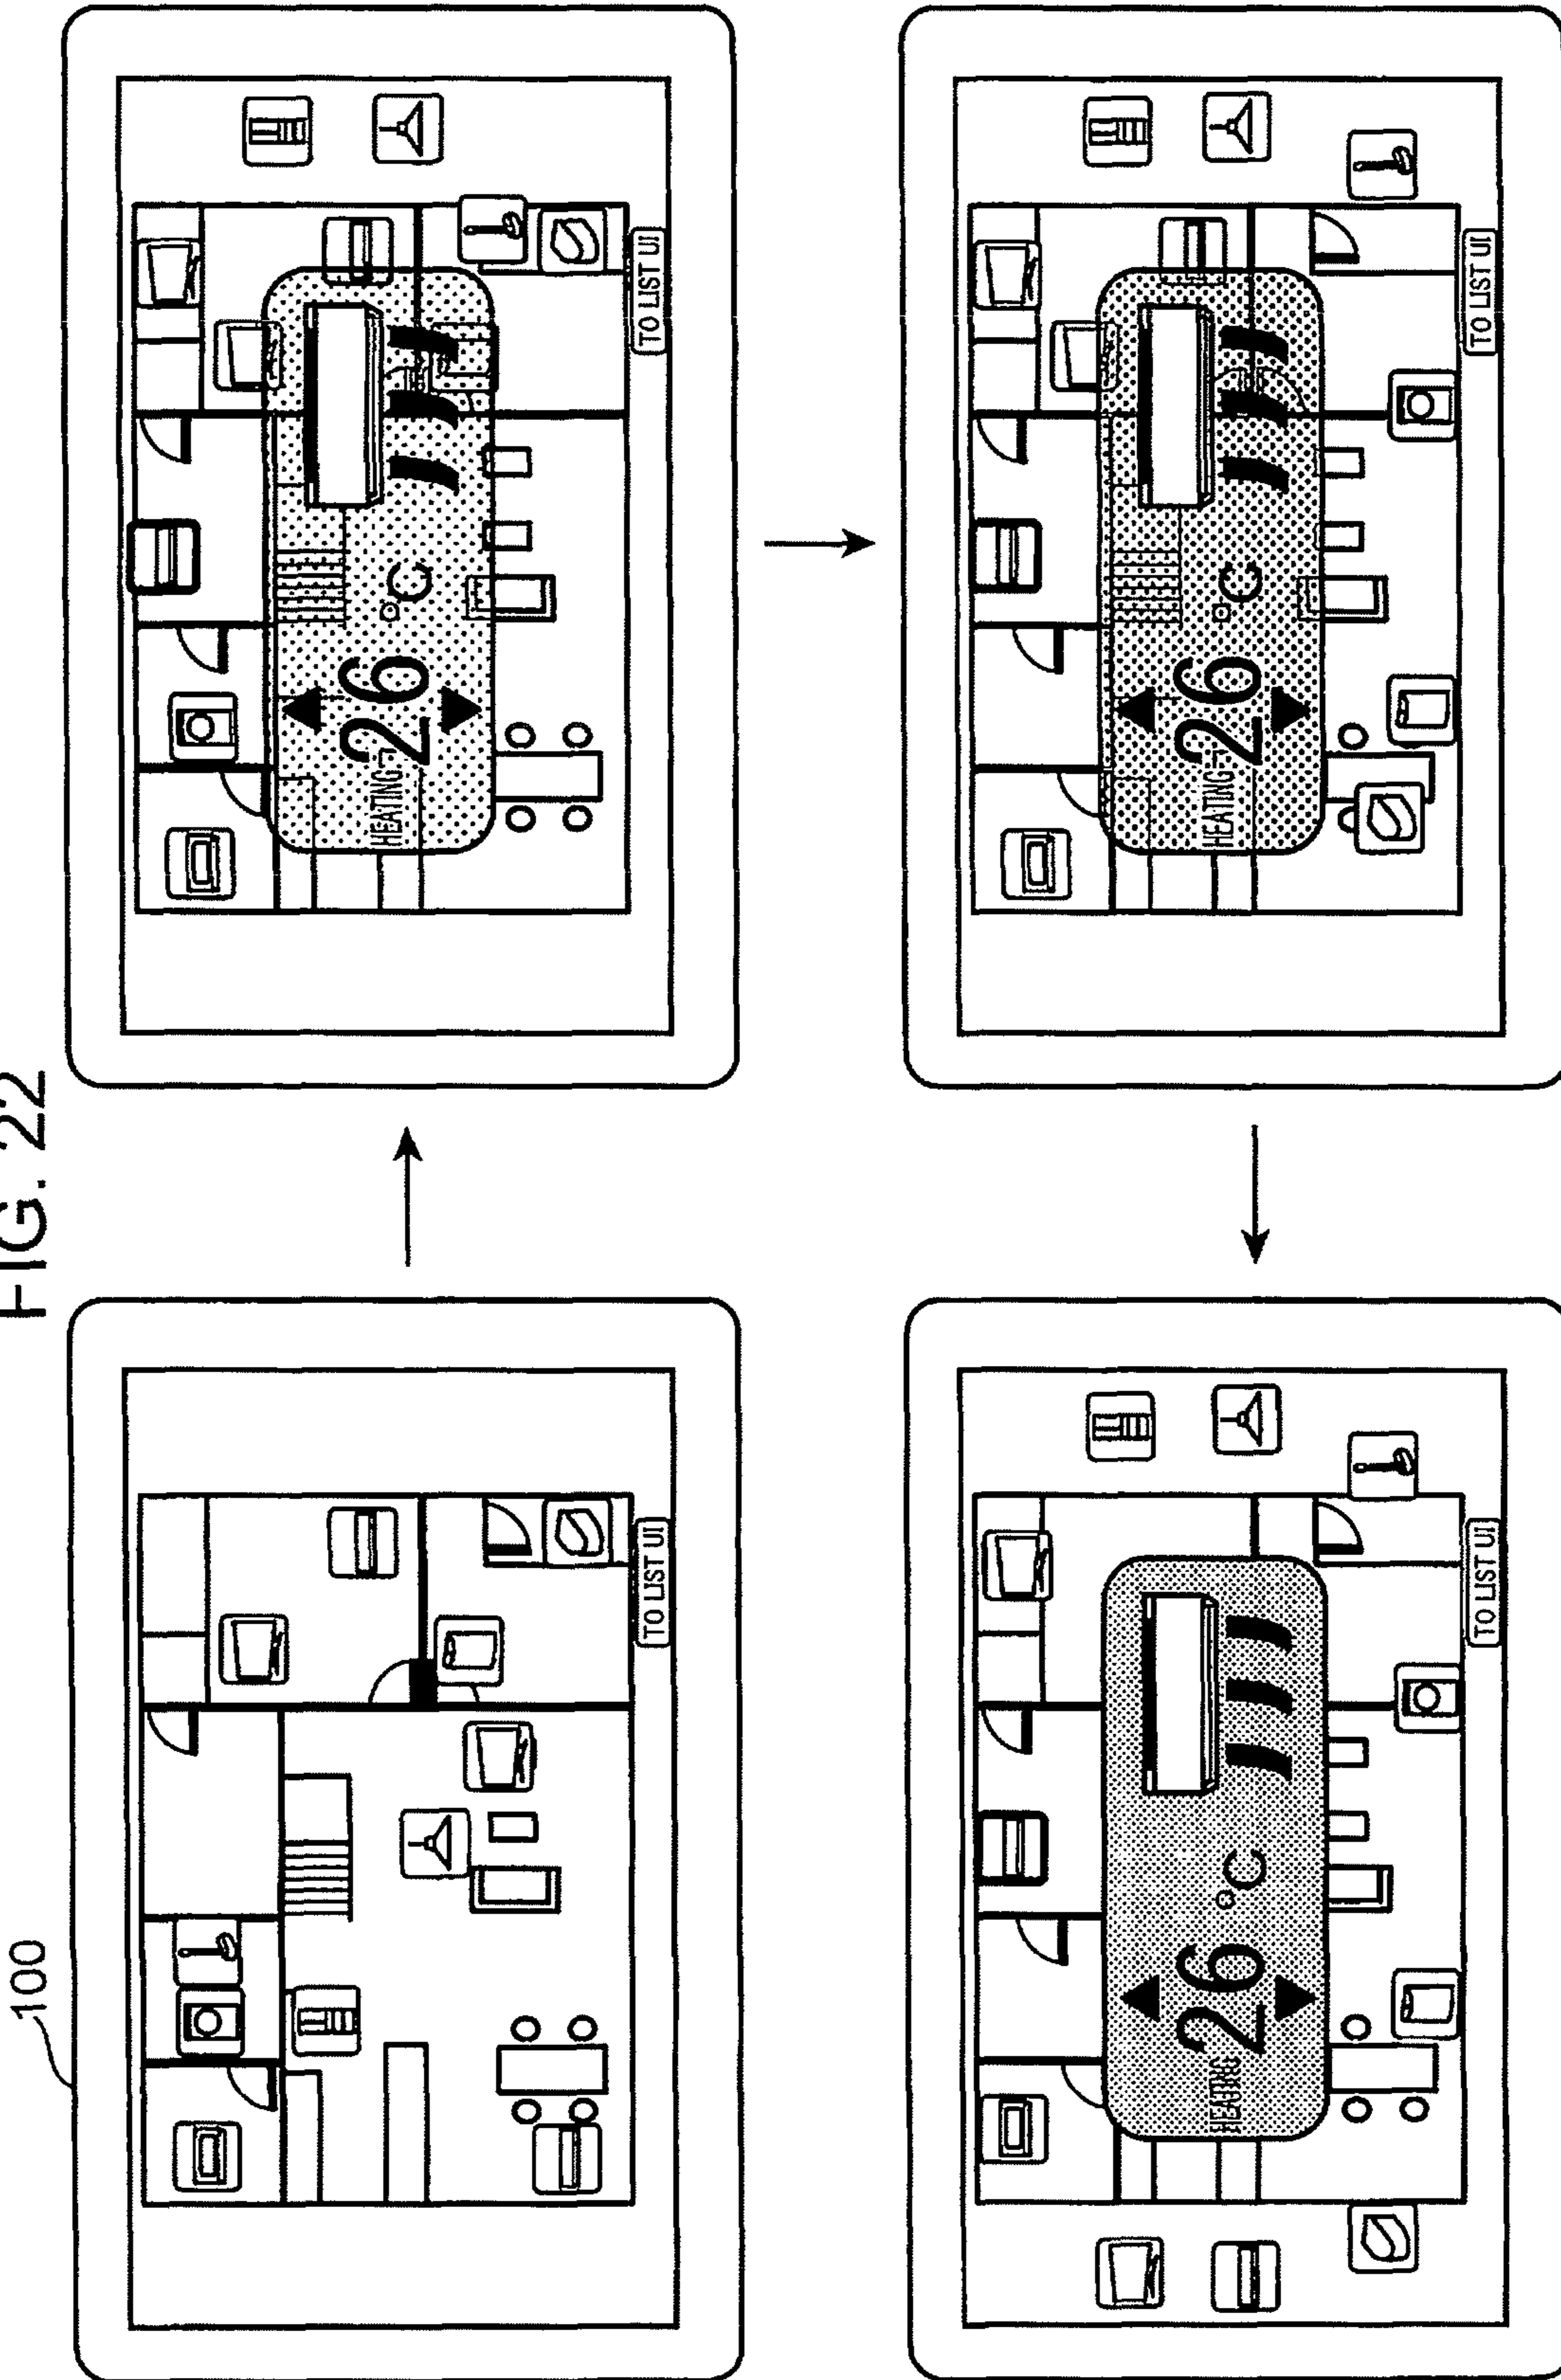 FIG. 22
100
TO LIST UI
HEATING
26 °C
TO LIST UI
HEATING
26 °C
TO LIST UI
HEATING
26 °C
TO LIST UI